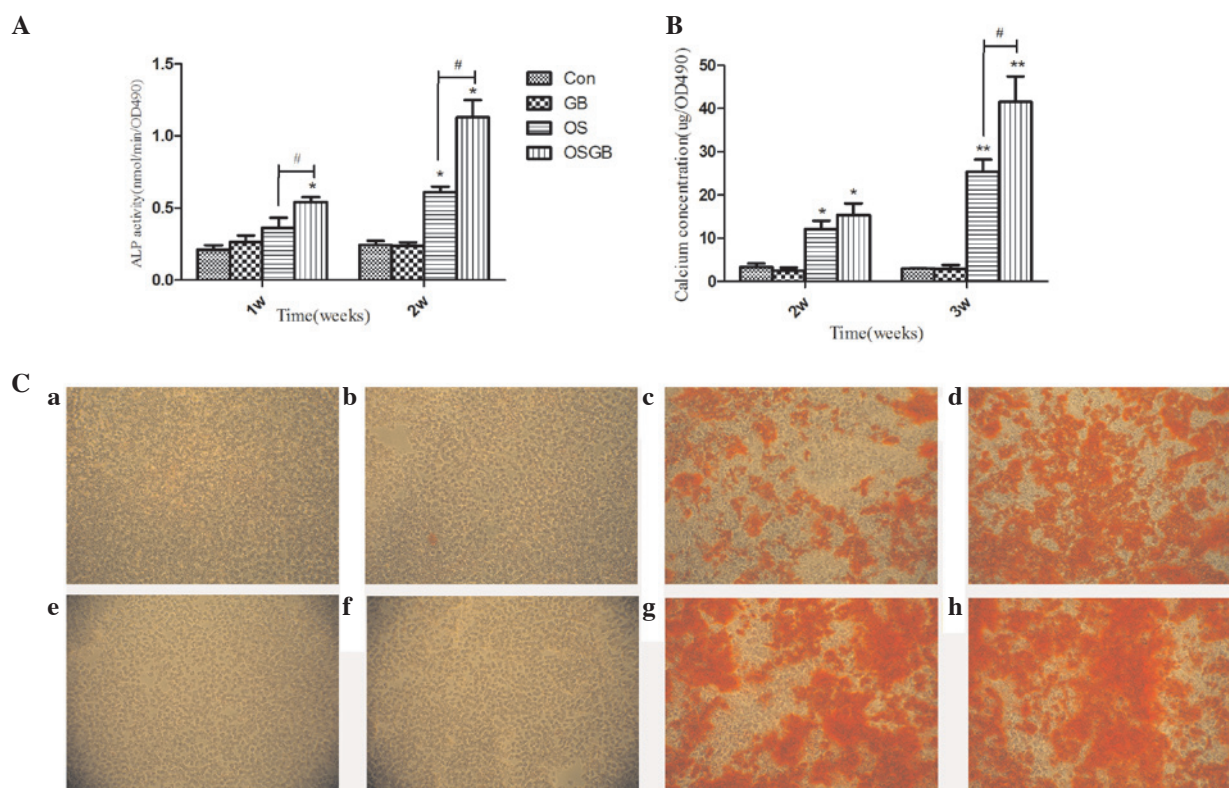 A
ALP activity(nmol/min/OD490)
1.5
1.0
0.5
0.0
#
*
*
#
*
1w
2w
Time(weeks)
Con
GB
OS
OSGB
B
Calcium concentration(ug/OD490)
50
40
30
20
10
0
*
*
**
#
**
2w
3w
Time(weeks)
C
a
b
c
d
e
f
g
h